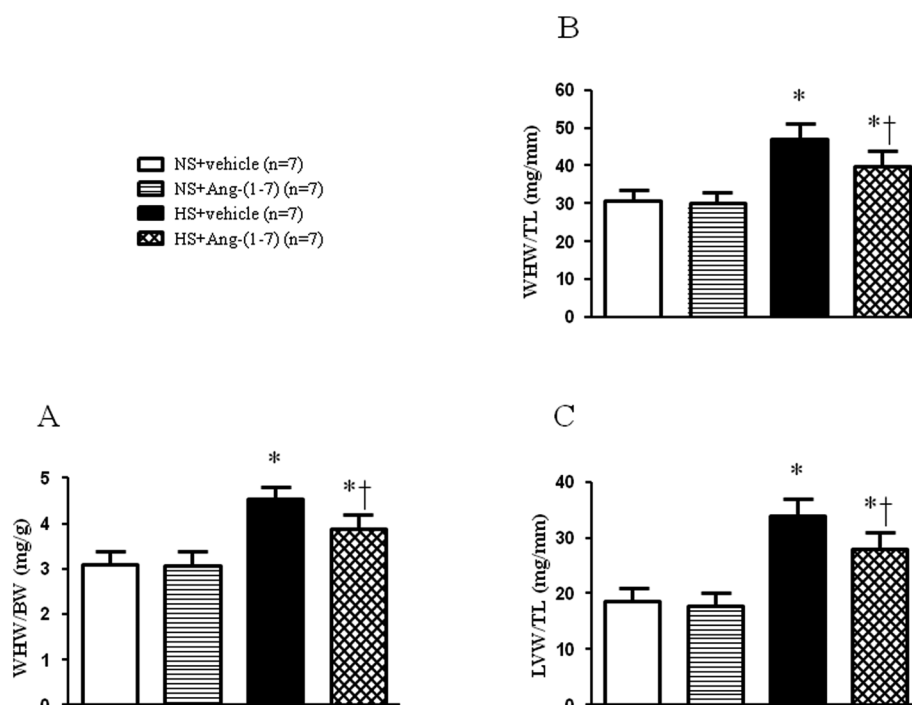 B
WHW/TL (mg/mm)
60
50
40
30
20
10
0
*
*†
NS+vehicle (n=7)
NS+Ang-(1-7) (n=7)
HS+vehicle (n=7)
HS+Ang-(1-7) (n=7)
A
WHW/BW (mg/g)
5
4
3
2
1
0
*
*†
C
LVW/TL (mg/mm)
40
30
20
10
0
*
*†